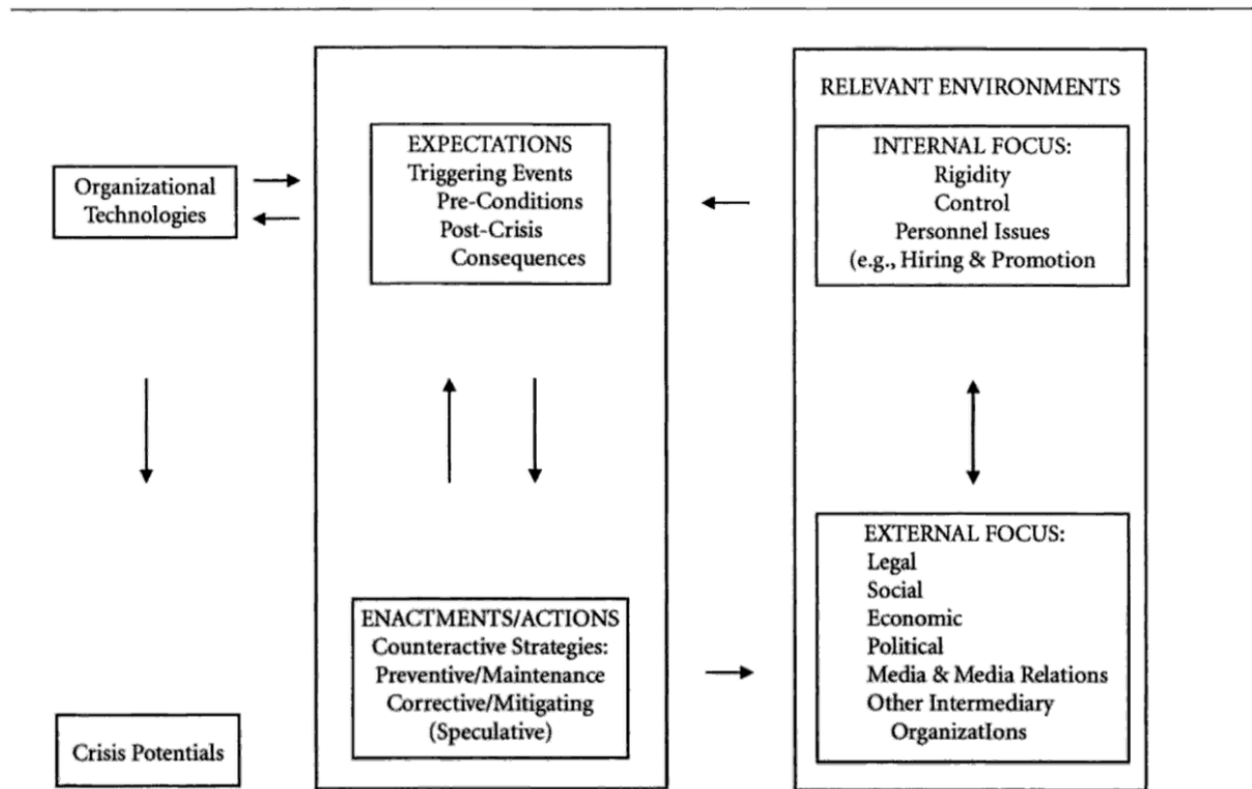 Organizational
Technologies
Crisis Potentials
EXPECTATIONS
Triggering Events
Pre-Conditions
Post-Crisis
Consequences
ENACTMENTS/ACTIONS
Counteractive Strategies:
Preventive/Maintenance
Corrective/Mitigating
(Speculative)
RELEVANT ENVIRONMENTS
INTERNAL FOCUS:
Rigidity
Control
Personnel Issues
(e.g., Hiring & Promotion
EXTERNAL FOCUS:
Legal
Social
Economic
Political
Media & Media Relations
Other Intermediary
OrganizatIons